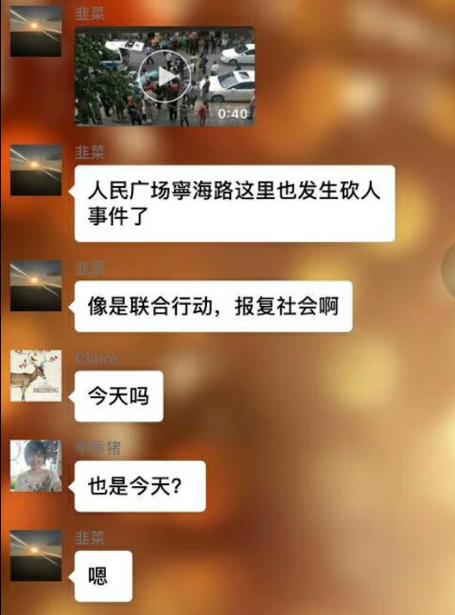 韭菜
0:40
韭菜
人民广场寧海路这里也发生砍人
事件了
韭菜
像是联合行动，报复社会啊
Claire
今天吗
乖猪
也是今天？
韭菜
嗯